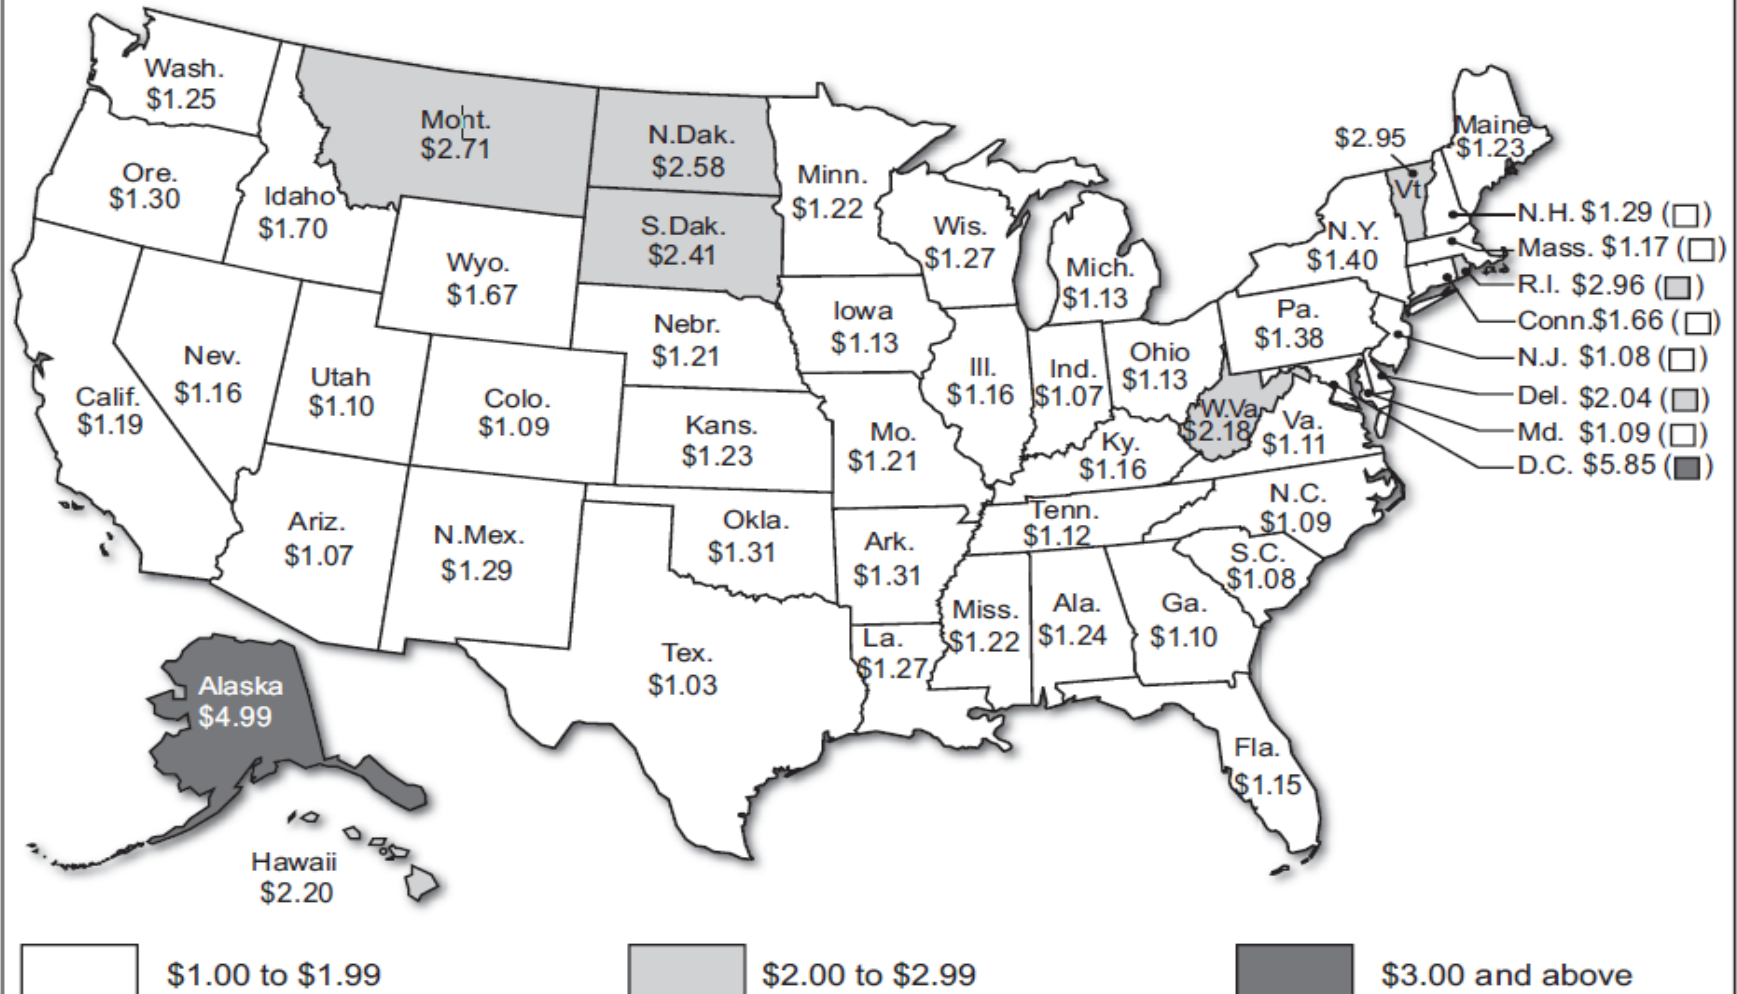 Wash.
$1.25
Ore.
$1.30
Idaho
$1.70
Mont.
$2.71
N.Dak.
$2.58
S.Dak.
$2.41
Minn.
$1.22
Wis.
$1.27
Mich.
$1.13
Wyo.
$1.67
Nebr.
$1.21
Iowa
$1.13
Calif.
$1.19
Nev.
$1.16
Utah
$1.10
Colo.
$1.09
Kans.
$1.23
Mo.
$1.21
Ill.
$1.16
Ind.
$1.07
Ohio
$1.13
Ky.
$1.16
W.Va
$2.18
Va.
$1.11
Pa.
$1.38
N.Y.
$1.40
$2.95
Vt
Maine
$1.23
N.H. $1.29 ( )
Mass. $1.17 ( )
R.I. $2.96 ( )
Conn.$1.66 ( )
N.J. $1.08 ( )
Del. $2.04 ( )
Md. $1.09 ( )
D.C. $5.85 ( )
Ariz.
$1.07
N.Mex.
$1.29
Okla.
$1.31
Ark.
$1.31
Tenn.
$1.12
N.C.
$1.09
S.C.
$1.08
Tex.
$1.03
La.
$1.27
Miss.
$1.22
Ala.
$1.24
Ga.
$1.10
Fla.
$1.15
Alaska
$4.99
Hawaii
$2.20
$1.00 to $1.99
$2.00 to $2.99
$3.00 and above